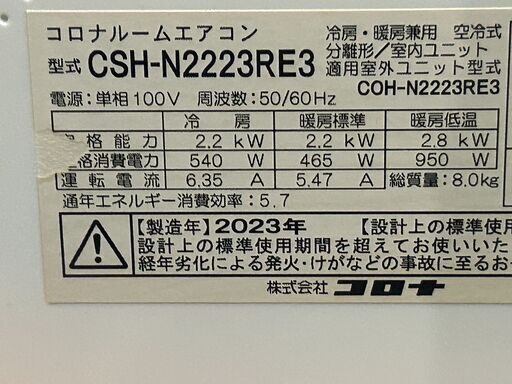 コロナルームエアコン
型式 CSH-N2223RE3
冷房・暖房兼用 空冷式
分離形/室内ユニット
適用室外ユニット型式
COH-N2223RE3
電源:単相100V 周波数:50/60Hz
冷 房 暖房標準 暖房低温
格能力 2.2 kW 2.2 kW 2.8 kW
格消費電力 540 W 465 W 950 W
運転電流 6.35 A 5.47 A 総質量:8.0kg
通年エネルギー消費効率:5.7
【製造年】2023年 【設計上の標準使用
設計上の標準使用期間を超えてお使いいた
経年劣化による発火・けがなどの事故に至るお
株式会社 コロナ